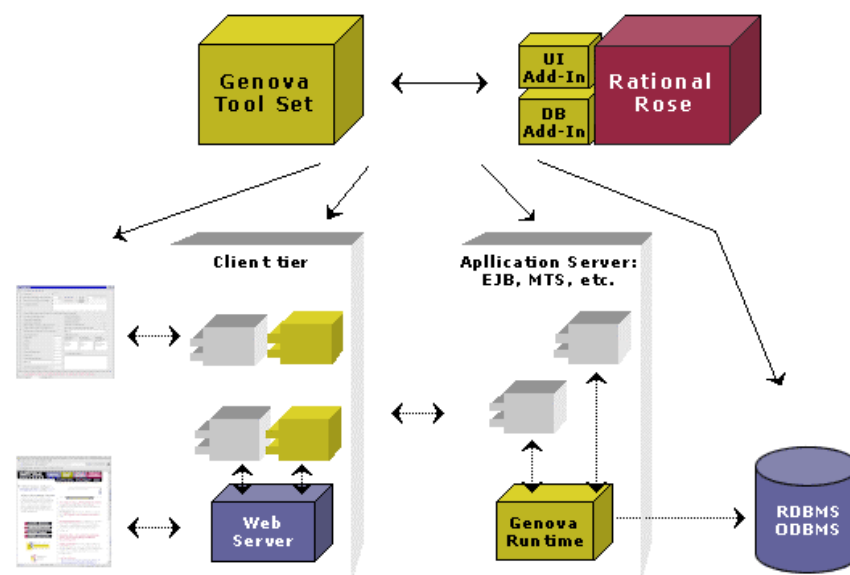 Genova
Tool Set
UI
Add-In
DB
Add-In
Rational
Rose
Client tier
Apllication Server:
EJB, MTS, etc.
Web
Server
Genova
Runtime
RDBMS
ODBMS